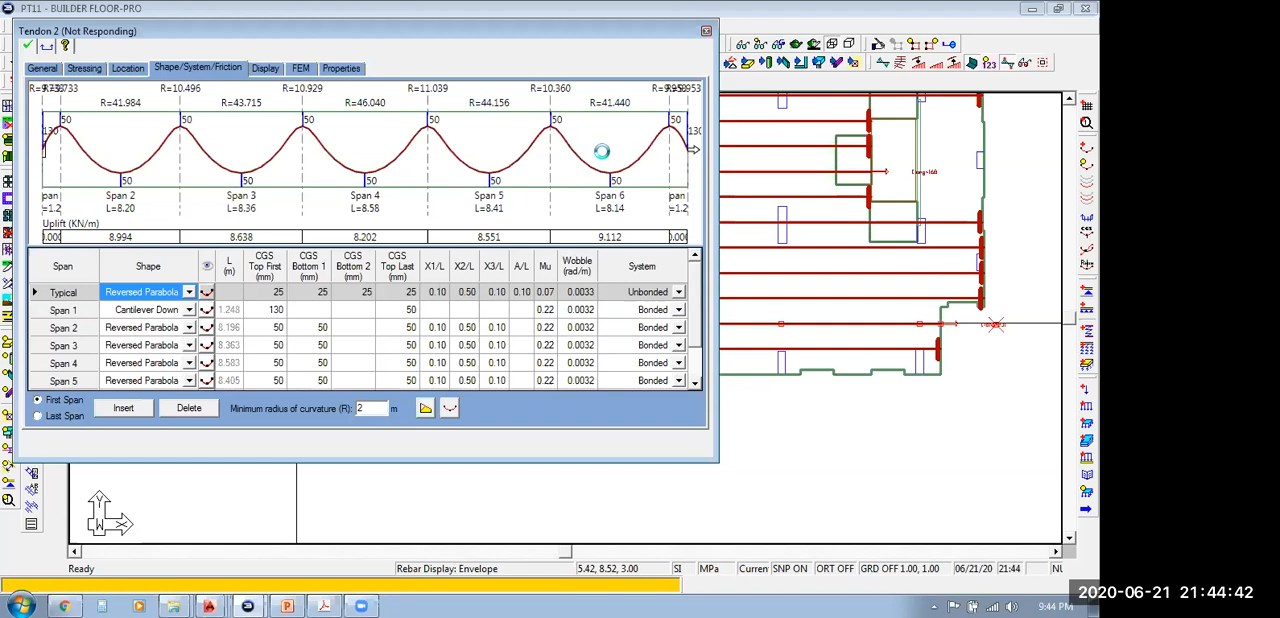 PT11 - BUILDER FLOOR-PRO
Tendon 2 (Not Responding)
General Stressing Location Shape/System/Friction Display FEM Properties
R=10.496 R=10.929 R=11.039 R=10.360
R=41.984 R=43.715 R=46.040 R=44.156 R=41.440
50 50 50 50 50 50
130 130
50 50 50 50 50
pan Span 2 Span 3 Span 4 Span 5 Span 6 pan
=1.2 L=8.20 L=8.36 L=8.58 L=8.41 L=8.14 =1.2
Uplift (KN/m)
0.000 8.994 8.638 8.202 8.551 9.112 0.000
Span Shape L (m) CGS Top First (mm) CGS Bottom 1 (mm) CGS Bottom 2 (mm) CGS Top Last (mm) X1/L X2/L X3/L A/L Mu Wobble (rad/m) System
Typical Reversed Parabola 25 25 25 25 0.10 0.50 0.10 0.10 0.07 0.0033 Unbonded
Span 1 Cantilever Down 1.248 130 50 0.22 0.0032 Bonded
Span 2 Reversed Parabola 8.196 50 50 50 0.10 0.50 0.10 0.22 0.0032 Bonded
Span 3 Reversed Parabola 8.363 50 50 50 0.10 0.50 0.10 0.22 0.0032 Bonded
Span 4 Reversed Parabola 8.583 50 50 50 0.10 0.50 0.10 0.22 0.0032 Bonded
Span 5 Reversed Parabola 8.405 50 50 50 0.10 0.50 0.10 0.22 0.0032 Bonded
First Span
Last Span
Insert Delete Minimum radius of curvature (R): 2 m
Y
W X
Ready Rebar Display: Envelope 5.42, 8.52, 3.00 SI MPa Current SNP ON ORT OFF GRD OFF 1.00, 1.00 06/21/20 21:44 NU
9:44 PM
2020-06-21 21:44:42